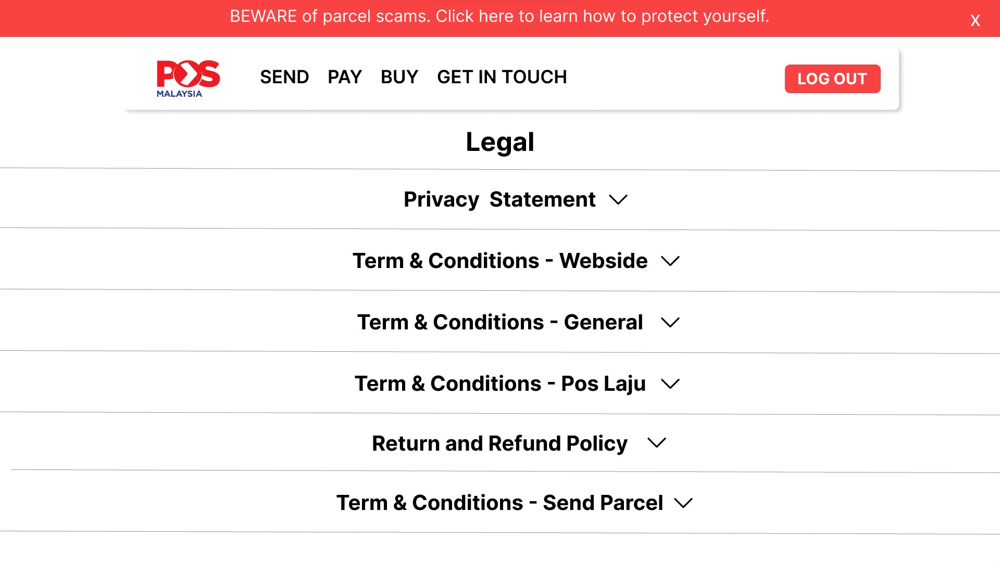 BEWARE of parcel scams. Click here to learn how to protect yourself.
X
POS
MALAYSIA
SEND PAY BUY GET IN TOUCH
LOG OUT
Legal
Privacy Statement
Term & Conditions - Webside
Term & Conditions - General
Term & Conditions - Pos Laju
Return and Refund Policy
Term & Conditions - Send Parcel